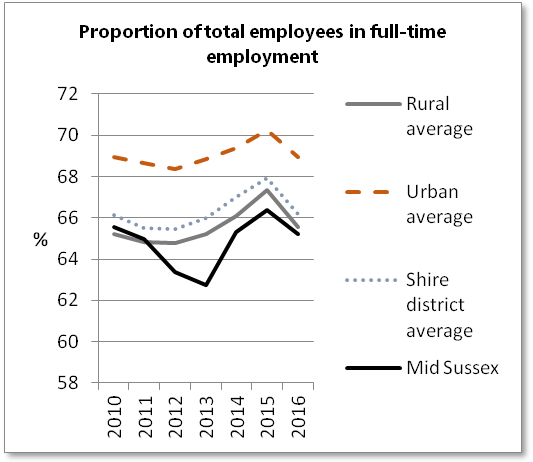 Proportion of total employees in full-time
employment
72
70
68
66
64
62
60
58
%
2010
2011
2012
2013
2014
2015
2016
Rural
average
Urban
average
Shire
district
average
Mid Sussex